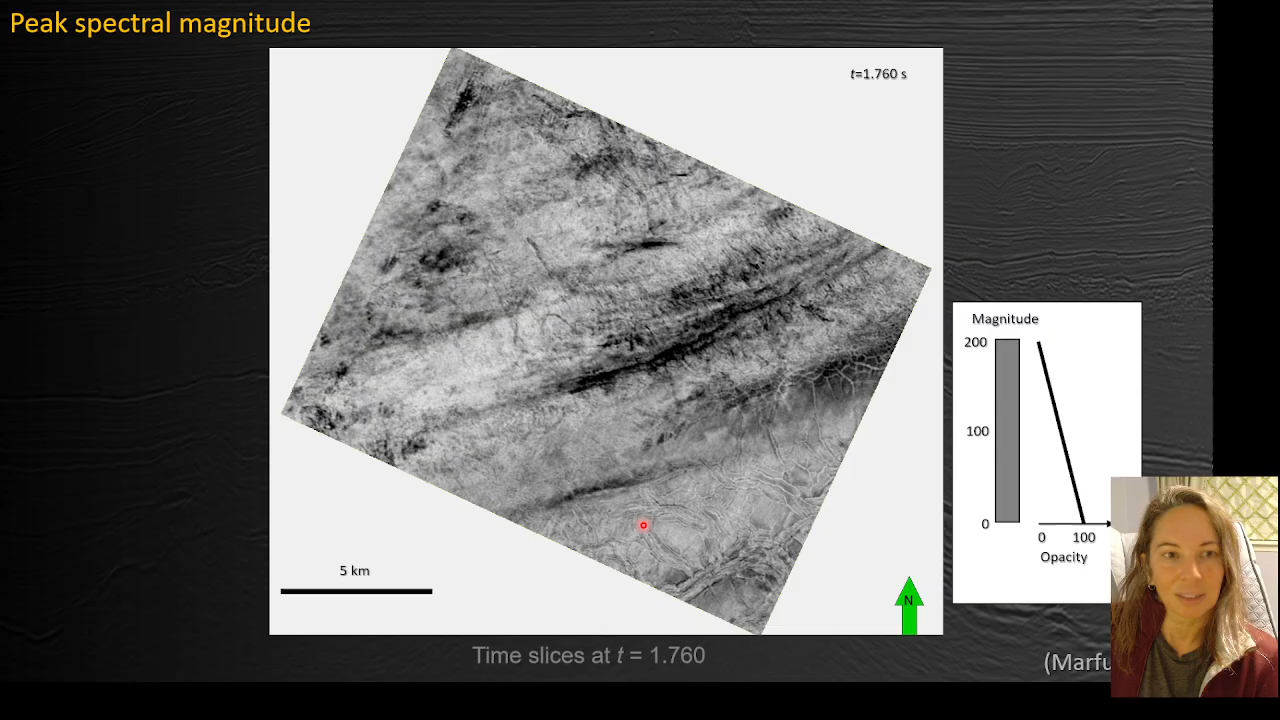 Peak spectral magnitude
t=1.760 s
Magnitude
200
100
0
0 100
Opacity
5 km
N
Time slices at t = 1.760